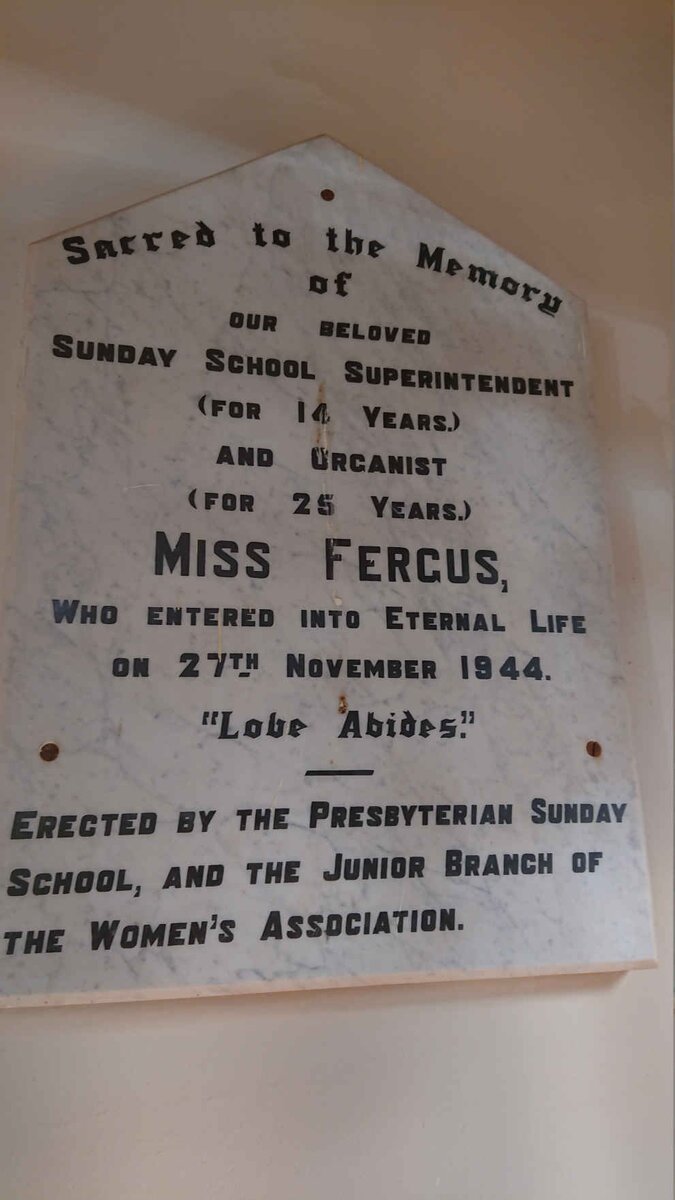 Sacred to the Memory
of
OUR BELOVED
SUNDAY SCHOOL SUPERINTENDENT
(FOR 14 YEARS.)
AND ORGANIST
(FOR 25 YEARS.)
MISS FERGUS,
WHO ENTERED INTO ETERNAL LIFE
ON 27TH NOVEMBER 1944.
"Love Abides."
ERECTED BY THE PRESBYTERIAN SUNDAY
SCHOOL, AND THE JUNIOR BRANCH OF
THE WOMEN'S ASSOCIATION.